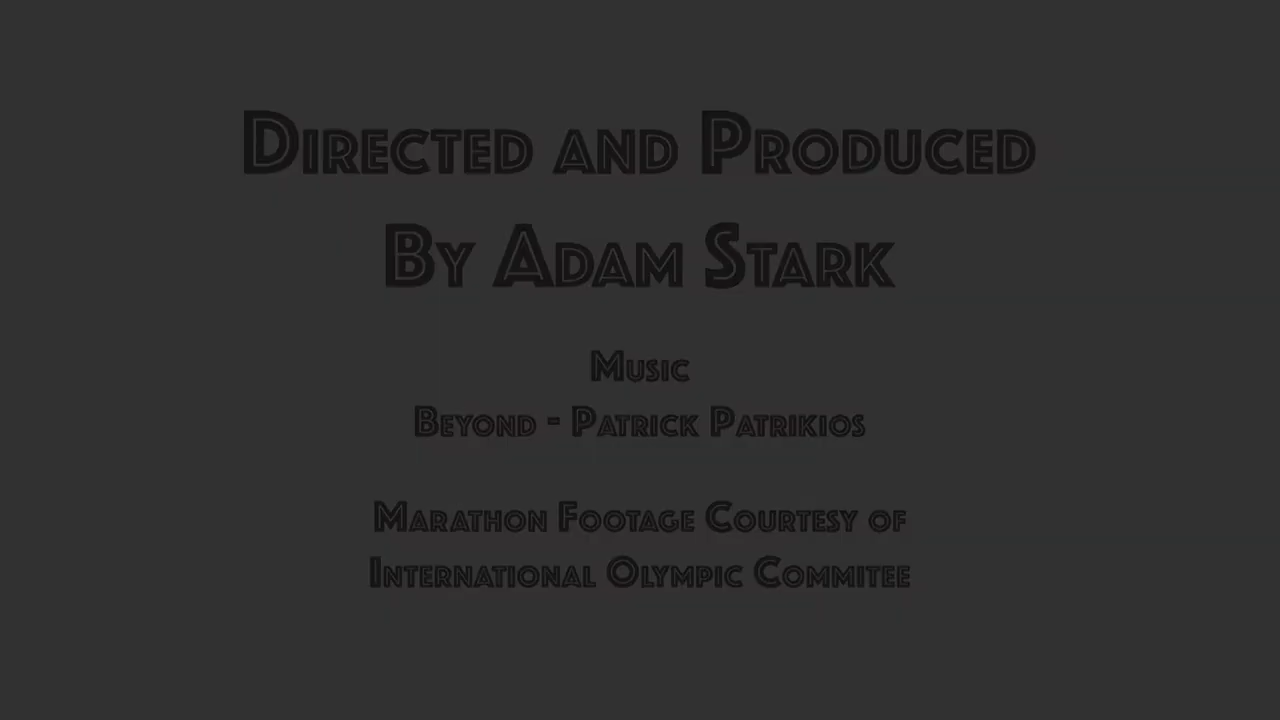 Directed and Produced
By Adam Stark
Music
Beyond - Patrick Patrikios
Marathon Footage Courtesy of
International Olympic Commitee